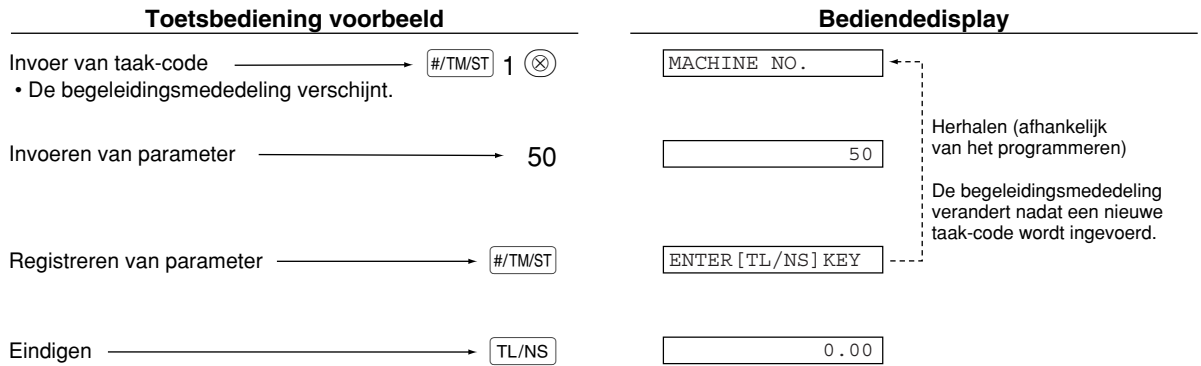 Toetsbediening voorbeeld
Bediendedisplay
Invoer van taak-code #/TM/ST 1 ⊗
MACHINE NO.
• De begeleidingsmededeling verschijnt.
Herhalen (afhankelijk
van het programmeren)
Invoeren van parameter 50
50
De begeleidingsmededeling
verandert nadat een nieuwe
taak-code wordt ingevoerd.
Registreren van parameter #/TM/ST
ENTER[TL/NS]KEY
Eindigen TL/NS
0.00